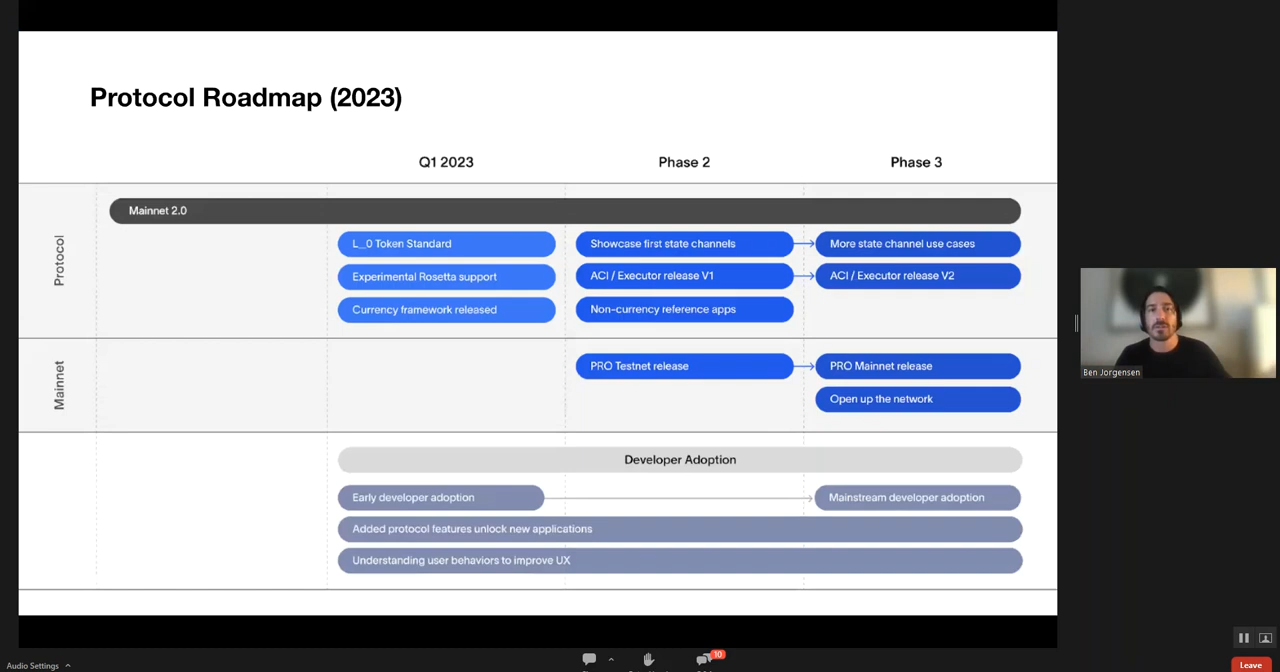 Protocol Roadmap (2023)
Q1 2023
Phase 2
Phase 3
Protocol
Mainnet 2.0
L_0 Token Standard
Showcase first state channels
More state channel use cases
Experimental Rosetta support
ACI / Executor release V1
ACI / Executor release V2
Currency framework released
Non-currency reference apps
Mainnet
PRO Testnet release
PRO Mainnet release
Open up the network
Developer Adoption
Early developer adoption
Mainstream developer adoption
Added protocol features unlock new applications
Understanding user behaviors to improve UX
Ben Jorgensen
Audio Settings
10
Leave